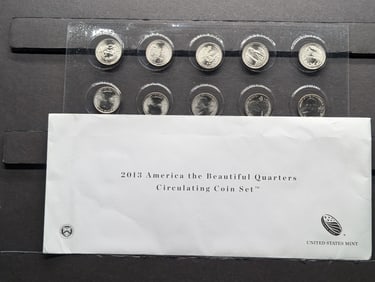 2013 America the Beautiful Quarters
Circulating Coin Set™
UNITED STATES MINT